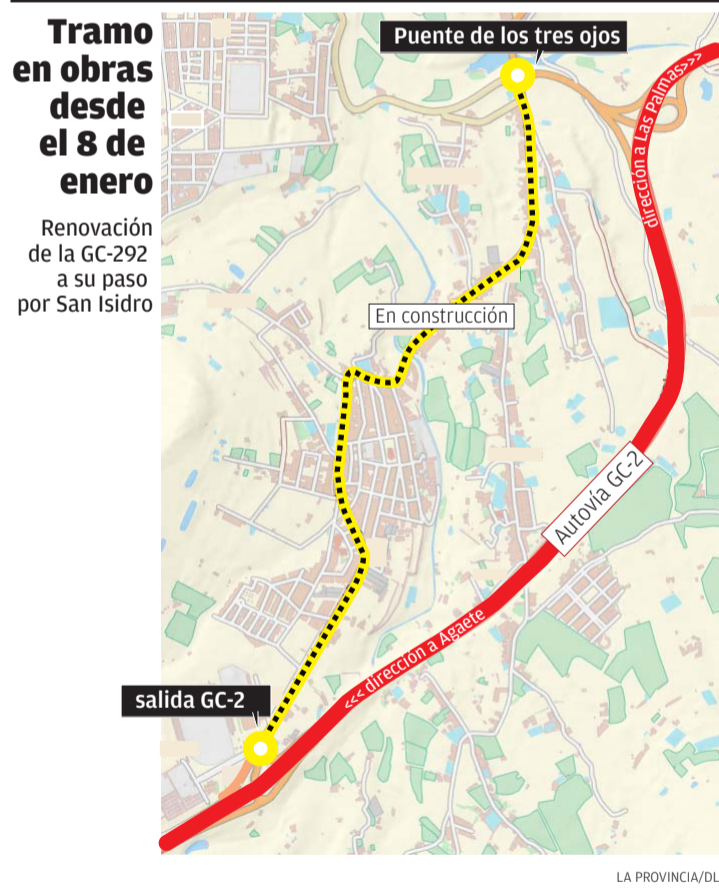 Tramo
en obras
desde
el 8 de
enero
Renovación
de la GC-292
a su paso
por San Isidro
Puente de los tres ojos
dirección a Las Palmas>>>
En construcción
Autovía GC-2
<<< dirección a Agaete
salida GC-2
LA PROVINCIA/DL